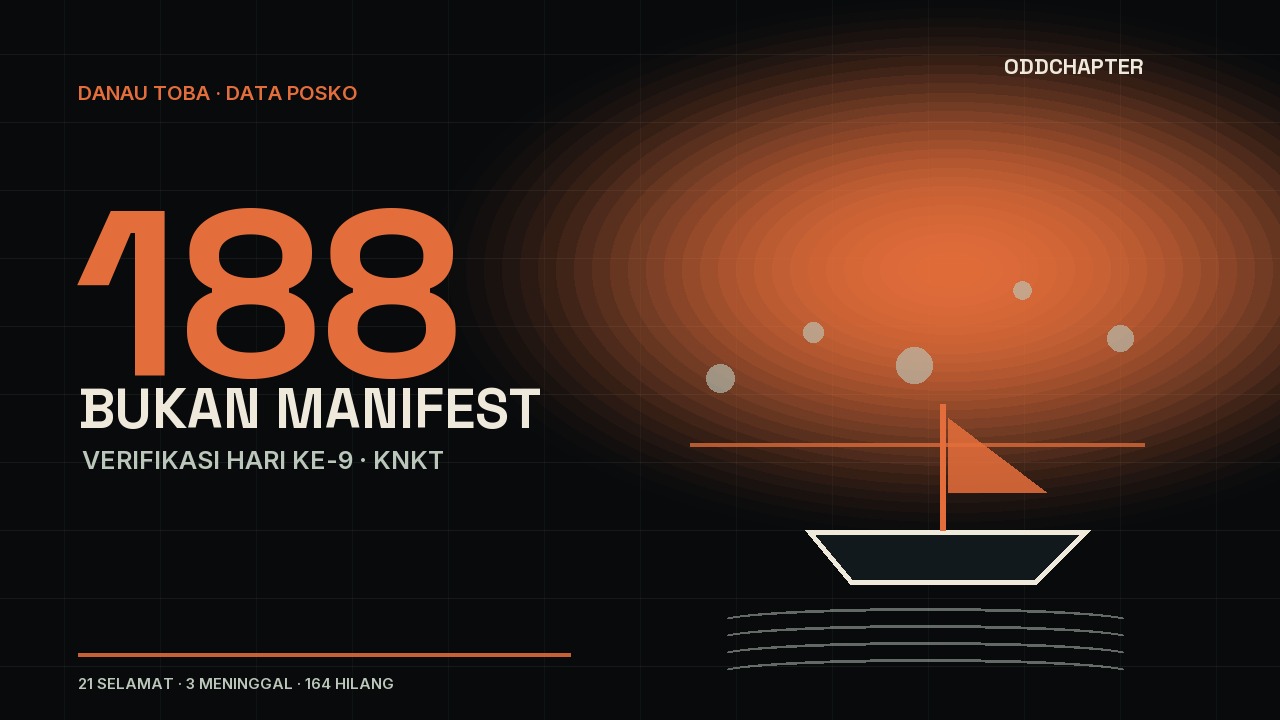 ODDCHAPTER
DANAU TOBA · DATA POSKO
188
BUKAN MANIFEST
VERIFIKASI HARI KE-9 · KNKT
21 SELAMAT · 3 MENINGGAL · 164 HILANG